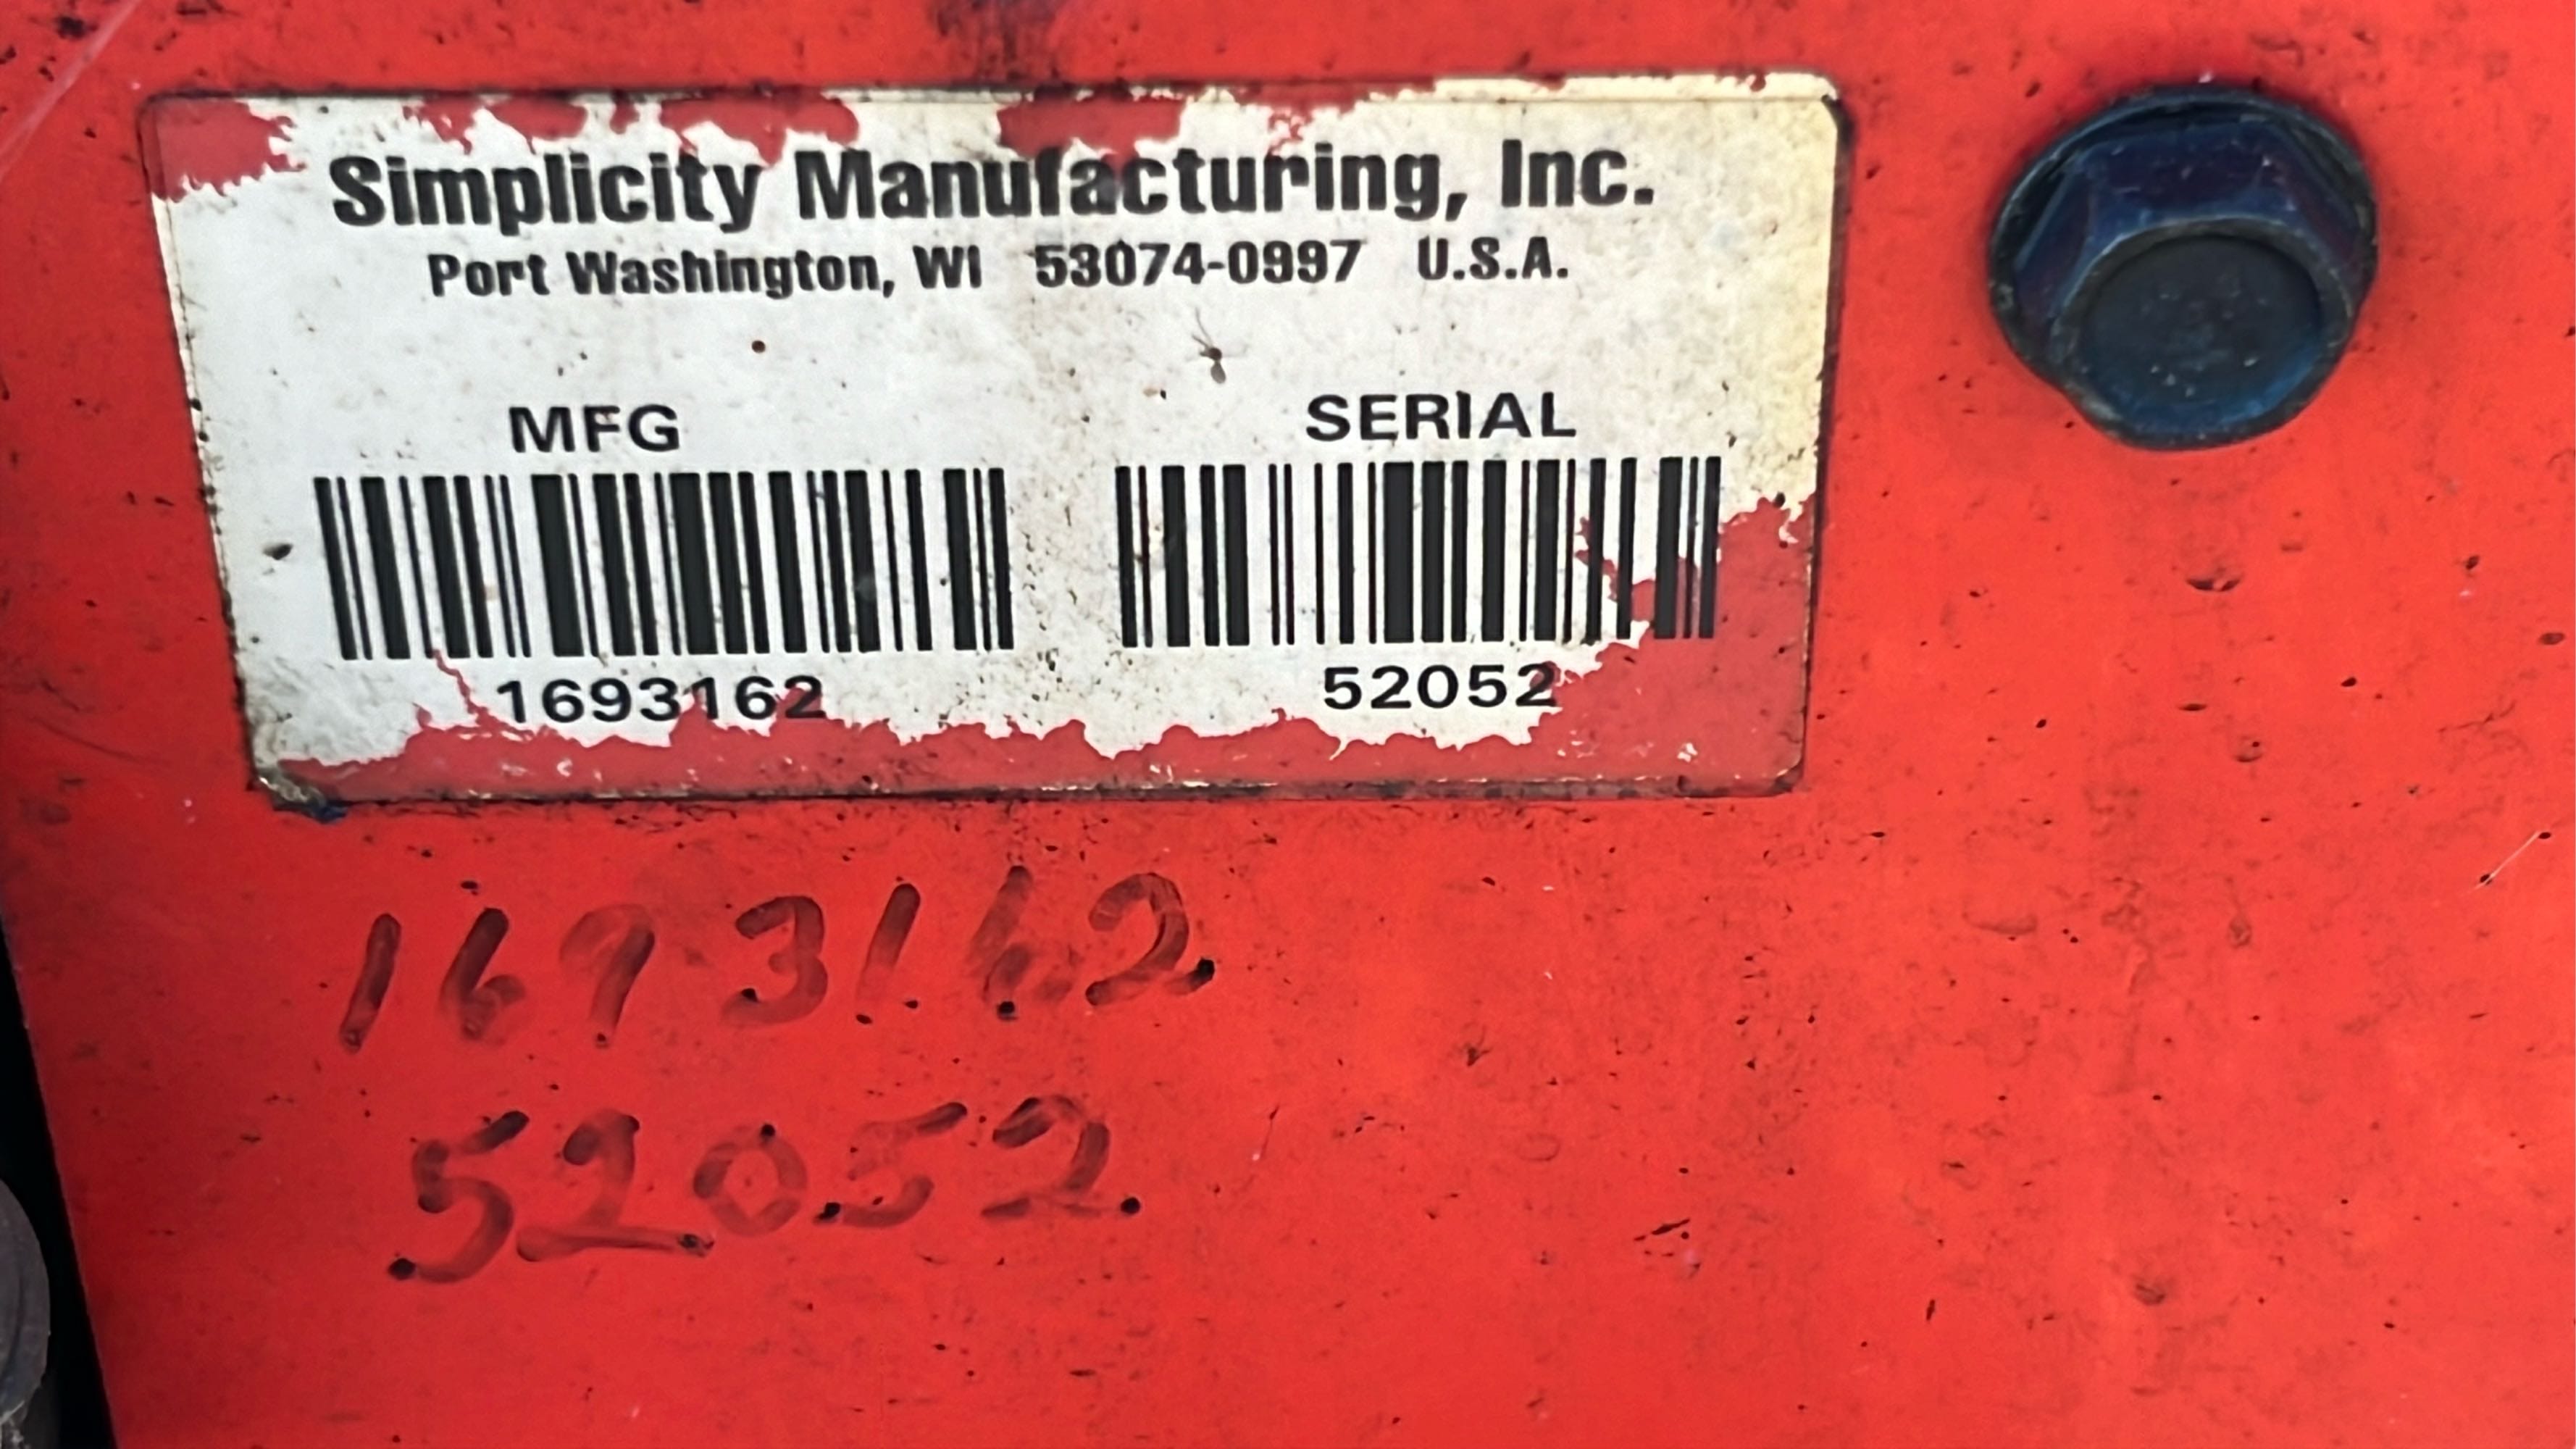 Simplicity Manufacturing, Inc.
Port Washington, WI 53074-0997 U.S.A.
MFG SERIAL
1693162 52052
1693162
52052